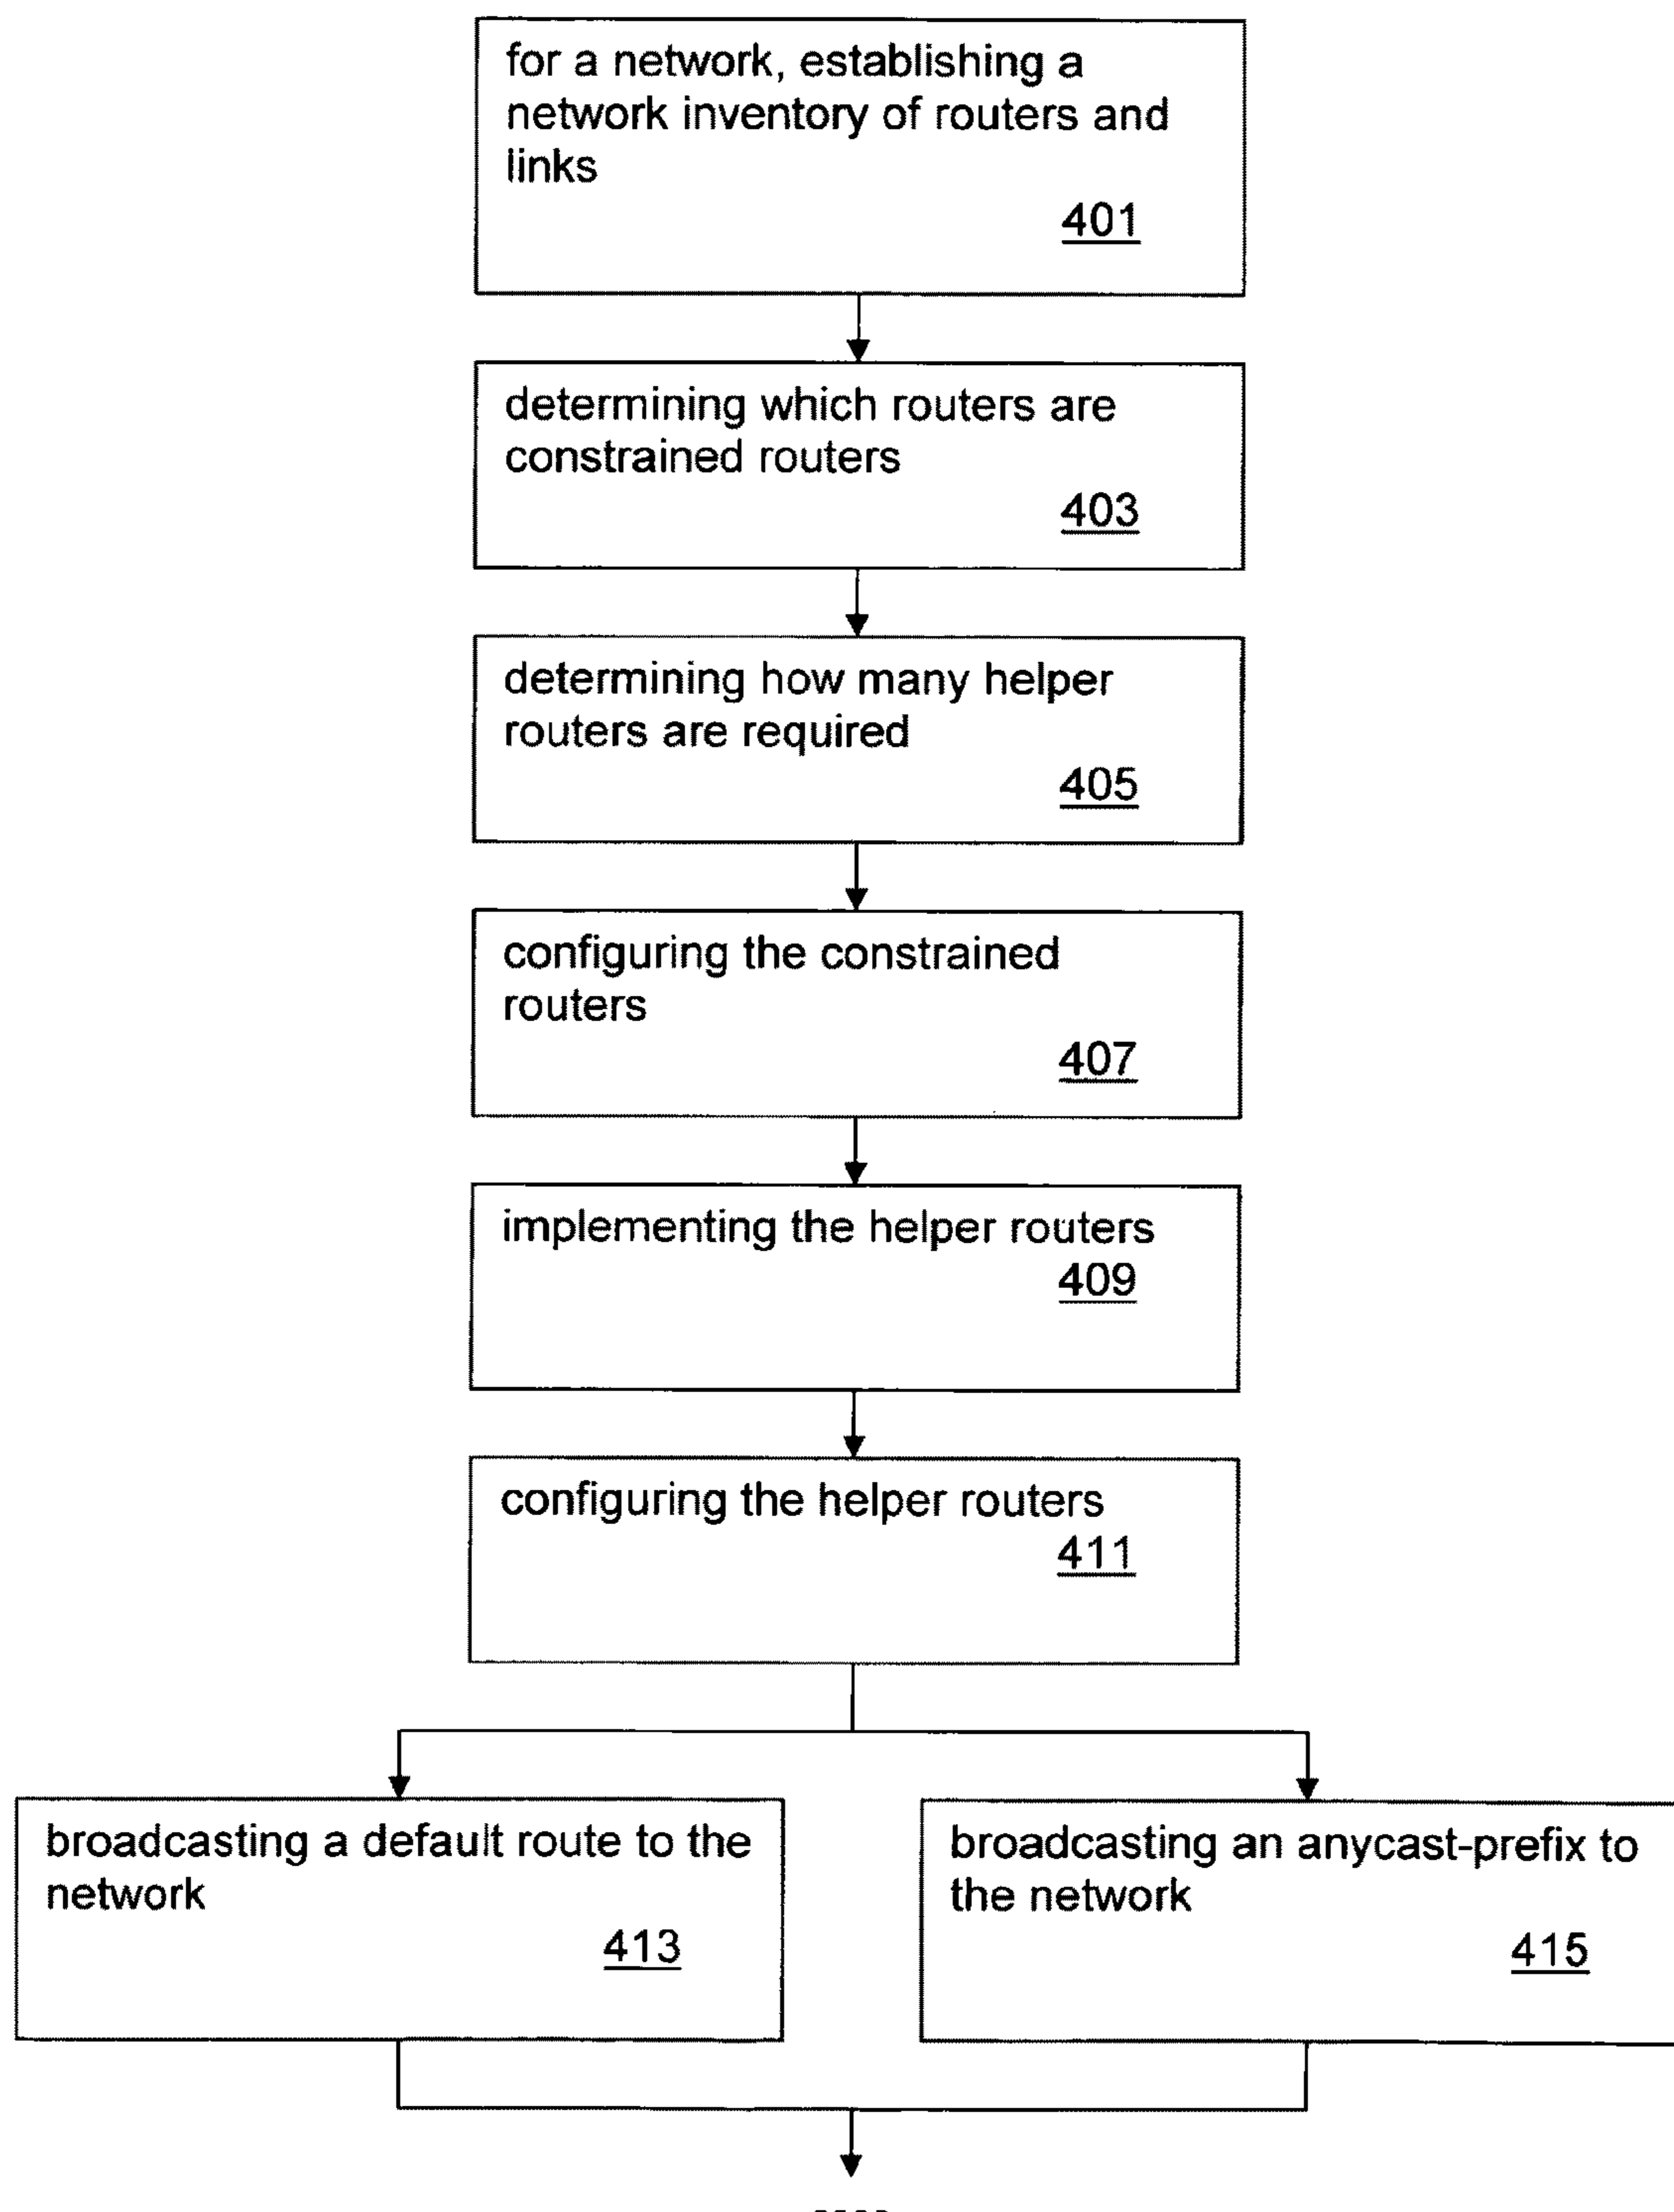 for a network, establishing a
network inventory of routers and
links
401
determining which routers are
constrained routers
403
determining how many helper
routers are required
405
configuring the constrained
routers
407
implementing the helper routers
409
configuring the helper routers
411
broadcasting a default route to the
network
413
broadcasting an anycast-prefix to
the network
415